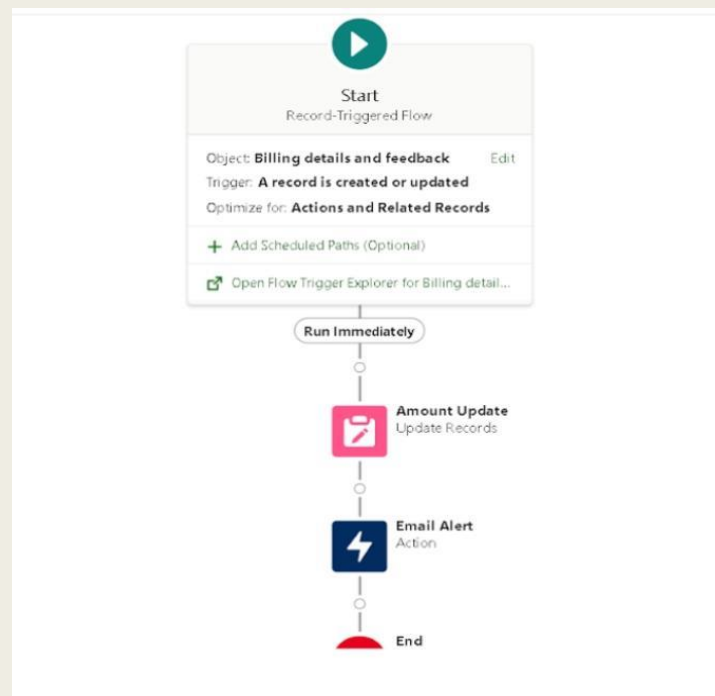 Start
Record-Triggered Flow
Object: Billing details and feedback Edit
Trigger: A record is created or updated
Optimize for: Actions and Related Records
+ Add Scheduled Paths (Optional)
Open Flow Trigger Explorer for Billing detail...
Run Immediately
Amount Update
Update Records
Email Alert
Action
End